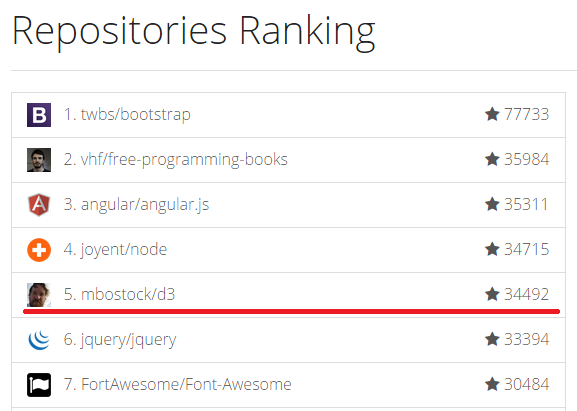 Repositories Ranking
B 1. twbs/bootstrap ★ 77733
2. vhf/free-programming-books ★ 35984
A 3. angular/angular.js ★ 35311
4. joyent/node ★ 34715
5. mbostock/d3 ★ 34492
6. jquery/jquery ★ 33394
7. FortAwesome/Font-Awesome ★ 30484